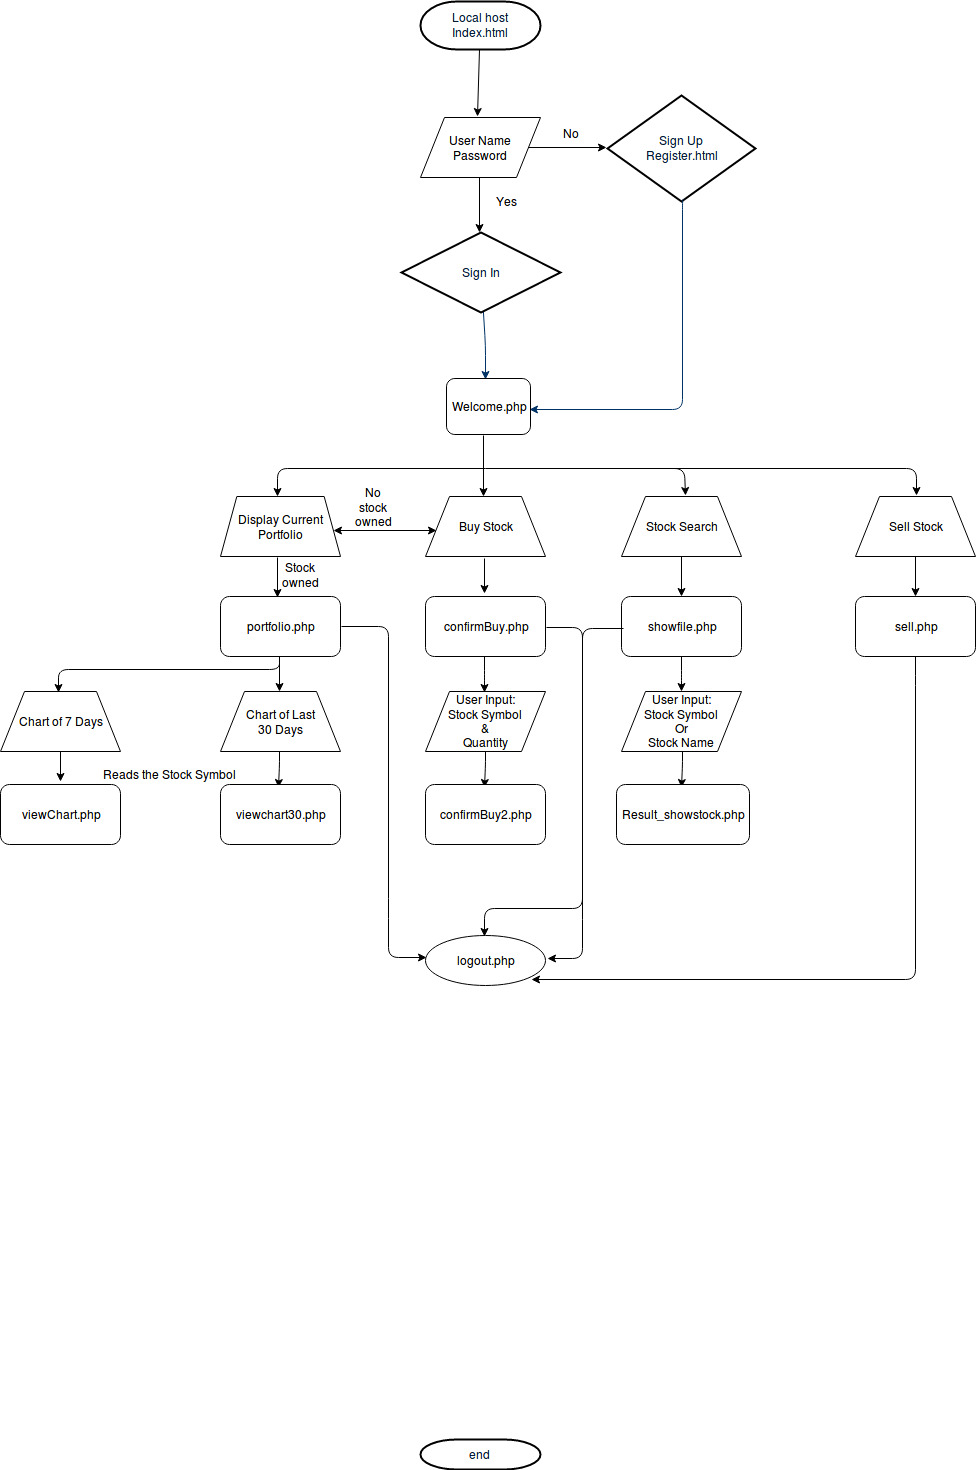 Local host
Index.html
User Name
Password
No
Sign Up
Register.html
Yes
Sign In
Welcome.php
No
stock
owned
Display Current
Portfolio
Buy Stock
Stock Search
Sell Stock
Stock
owned
portfolio.php
confirmBuy.php
showfile.php
sell.php
Chart of 7 Days
Chart of Last
30 Days
User Input:
Stock Symbol
&
Quantity
User Input:
Stock Symbol
Or
Stock Name
Reads the Stock Symbol
viewChart.php
viewchart30.php
confirmBuy2.php
Result_showstock.php
logout.php
end